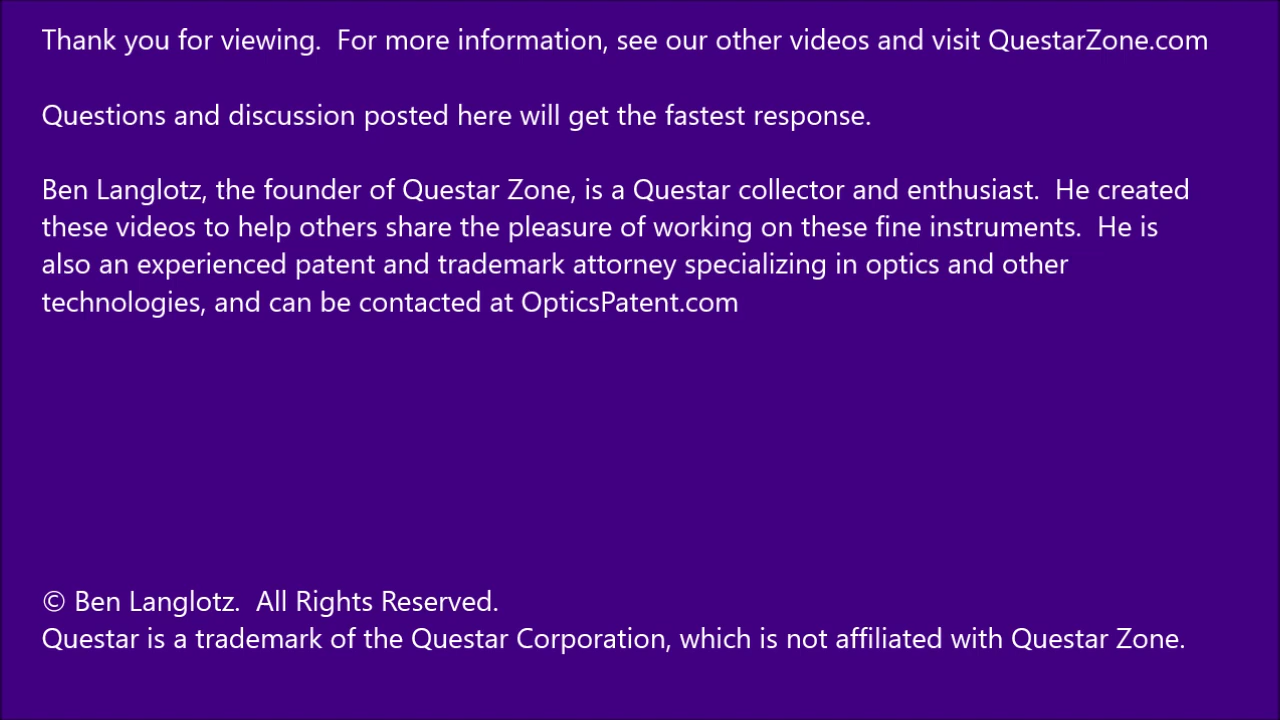 Thank you for viewing.  For more information, see our other videos and visit QuestarZone.com
Questions and discussion posted here will get the fastest response.
Ben Langlotz, the founder of Questar Zone, is a Questar collector and enthusiast.  He created
these videos to help others share the pleasure of working on these fine instruments.  He is
also an experienced patent and trademark attorney specializing in optics and other
technologies, and can be contacted at OpticsPatent.com
© Ben Langlotz.  All Rights Reserved.
Questar is a trademark of the Questar Corporation, which is not affiliated with Questar Zone.